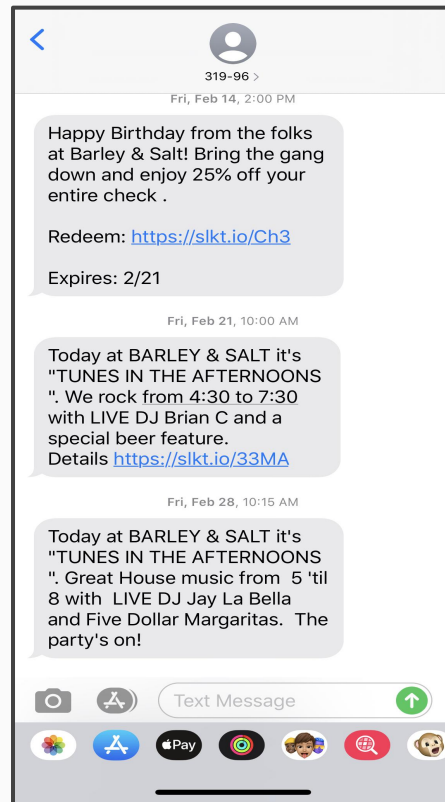 319-96 >
Fri, Feb 14, 2:00 PM
Happy Birthday from the folks
at Barley & Salt! Bring the gang
down and enjoy 25% off your
entire check .
Redeem: https://slkt.io/Ch3
Expires: 2/21
Fri, Feb 21, 10:00 AM
Today at BARLEY & SALT it's
"TUNES IN THE AFTERNOONS
". We rock from 4:30 to 7:30
with LIVE DJ Brian C and a
special beer feature.
Details https://slkt.io/33MA
Fri, Feb 28, 10:15 AM
Today at BARLEY & SALT it's
"TUNES IN THE AFTERNOONS
". Great House music from  5 'til
8 with  LIVE DJ Jay La Bella
and Five Dollar Margaritas.  The
party's on!
Text Message
Pay